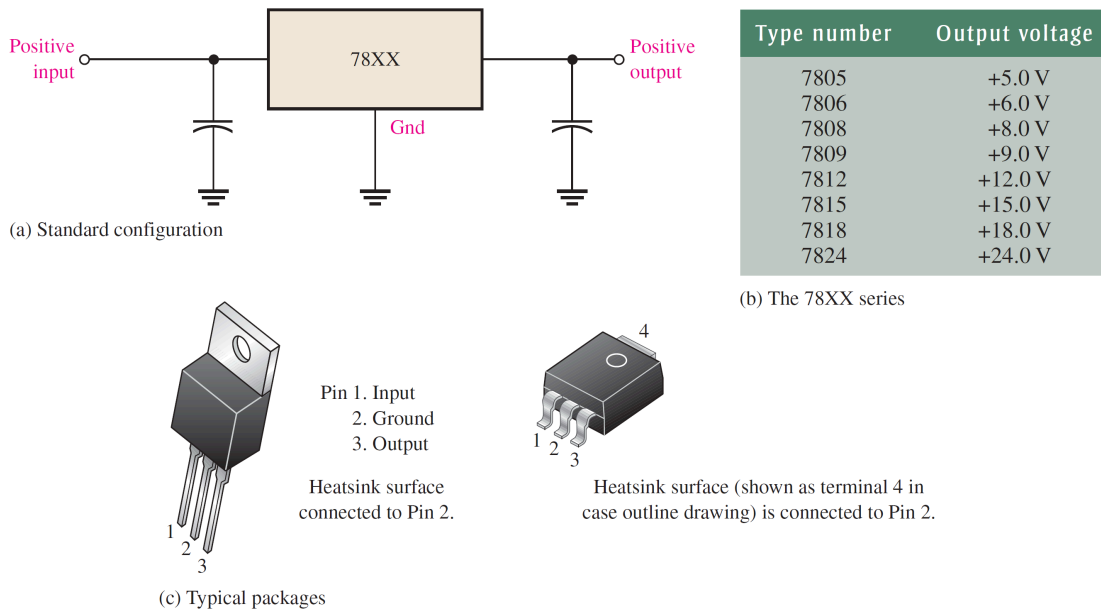 Positive
input
78XX
Positive
output
Gnd
(a) Standard configuration
Type number Output voltage
7805 +5.0 V
7806 +6.0 V
7808 +8.0 V
7809 +9.0 V
7812 +12.0 V
7815 +15.0 V
7818 +18.0 V
7824 +24.0 V
(b) The 78XX series
1
2
3
Pin 1. Input
2. Ground
3. Output
Heatsink surface
connected to Pin 2.
4
1
2
3
Heatsink surface (shown as terminal 4 in
case outline drawing) is connected to Pin 2.
(c) Typical packages